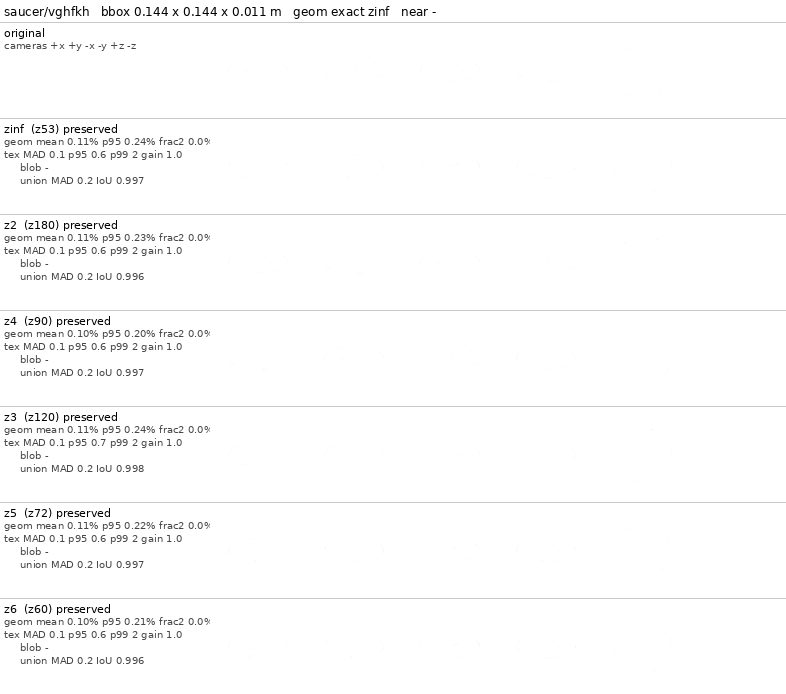 saucer/vghfkh   bbox 0.144 x 0.144 x 0.011 m   geom exact zinf   near -
original
cameras +x +y -x -y +z -z
zinf  (z53) preserved
geom mean 0.11% p95 0.24% frac2 0.0%
tex MAD 0.1 p95 0.6 p99 2 gain 1.0
blob -
union MAD 0.2 IoU 0.997
z2  (z180) preserved
geom mean 0.11% p95 0.23% frac2 0.0%
tex MAD 0.1 p95 0.6 p99 2 gain 1.0
blob -
union MAD 0.2 IoU 0.996
z4  (z90) preserved
geom mean 0.10% p95 0.20% frac2 0.0%
tex MAD 0.1 p95 0.6 p99 2 gain 1.0
blob -
union MAD 0.2 IoU 0.997
z3  (z120) preserved
geom mean 0.11% p95 0.24% frac2 0.0%
tex MAD 0.1 p95 0.7 p99 2 gain 1.0
blob -
union MAD 0.2 IoU 0.998
z5  (z72) preserved
geom mean 0.11% p95 0.22% frac2 0.0%
tex MAD 0.1 p95 0.6 p99 2 gain 1.0
blob -
union MAD 0.2 IoU 0.997
z6  (z60) preserved
geom mean 0.10% p95 0.21% frac2 0.0%
tex MAD 0.1 p95 0.6 p99 2 gain 1.0
blob -
union MAD 0.2 IoU 0.996